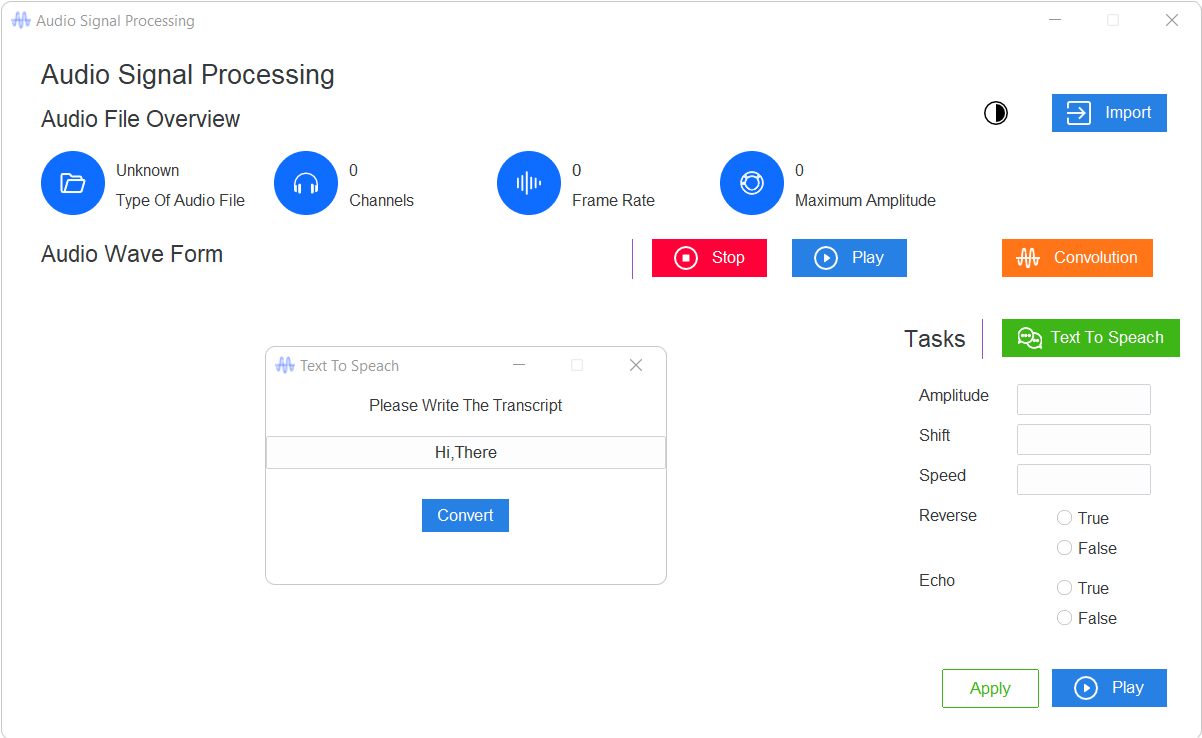 Audio Signal Processing
Audio Signal Processing
Audio File Overview
Import
Unknown
Type Of Audio File
0
Channels
0
Frame Rate
0
Maximum Amplitude
Audio Wave Form
Stop
Play
Convolution
Tasks
Text To Speach
Text To Speach
Please Write The Transcript
Hi,There
Convert
Amplitude
Shift
Speed
Reverse
True
False
Echo
True
False
Apply
Play